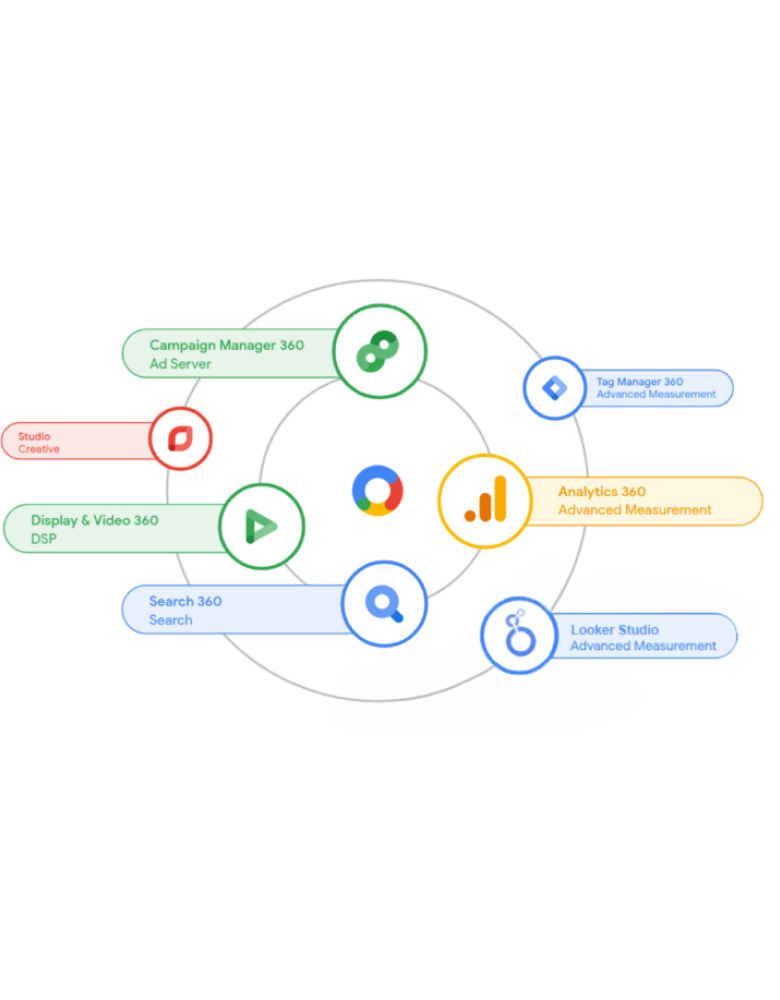 Campaign Manager 360
Ad Server
Tag Manager 360
Advanced Measurement
Studio
Creative
Analytics 360
Advanced Measurement
Display & Video 360
DSP
Search 360
Search
Looker Studio
Advanced Measurement